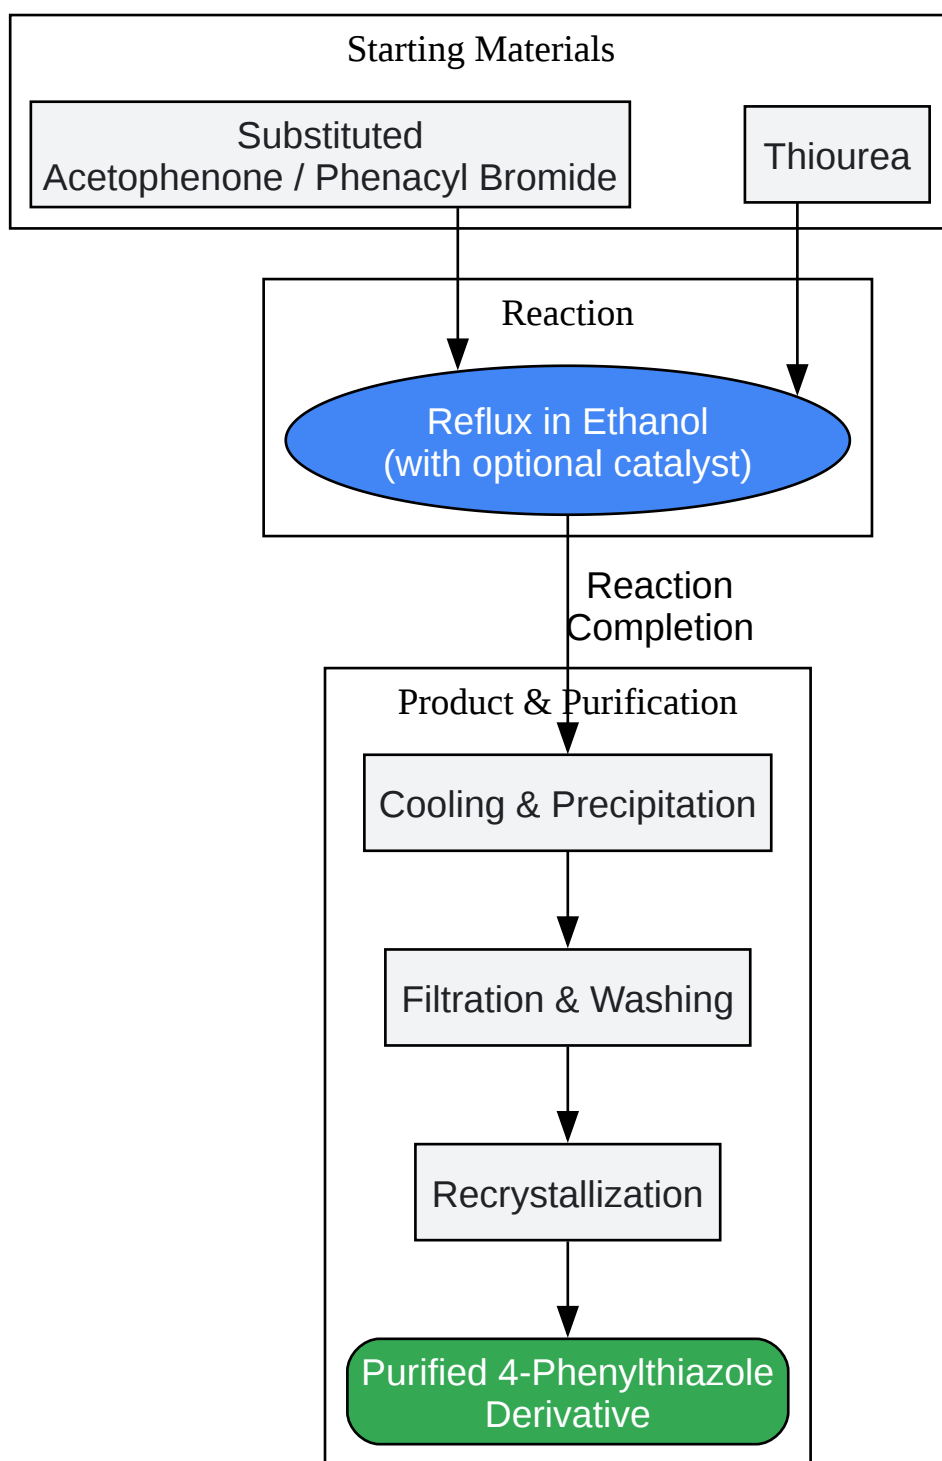 Starting Materials
Substituted
Acetophenone / Phenacyl Bromide
Thiourea
Reaction
Reflux in Ethanol
(with optional catalyst)
Reaction
Completion
Product & Purification
Cooling & Precipitation
Filtration & Washing
Recrystallization
Purified 4-Phenylthiazole
Derivative